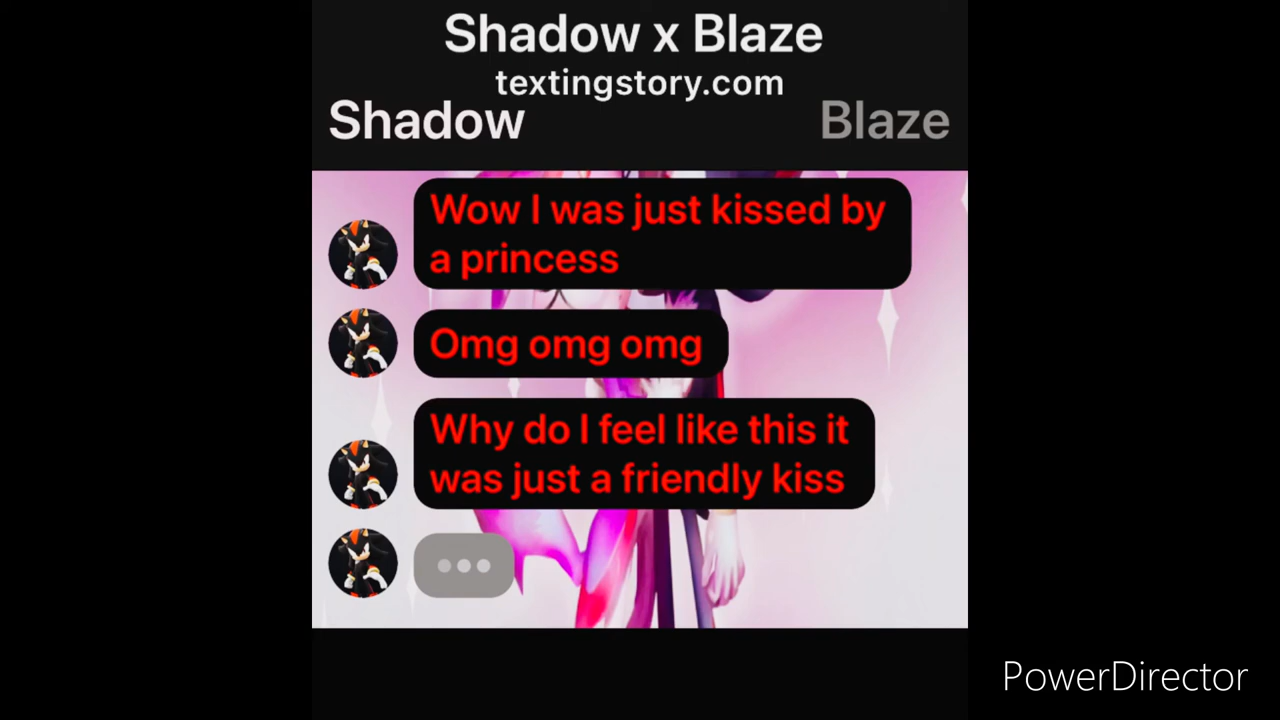 Shadow x Blaze
textingstory.com
Shadow Blaze
Wow I was just kissed by
a princess
Omg omg omg
Why do I feel like this it
was just a friendly kiss
PowerDirector